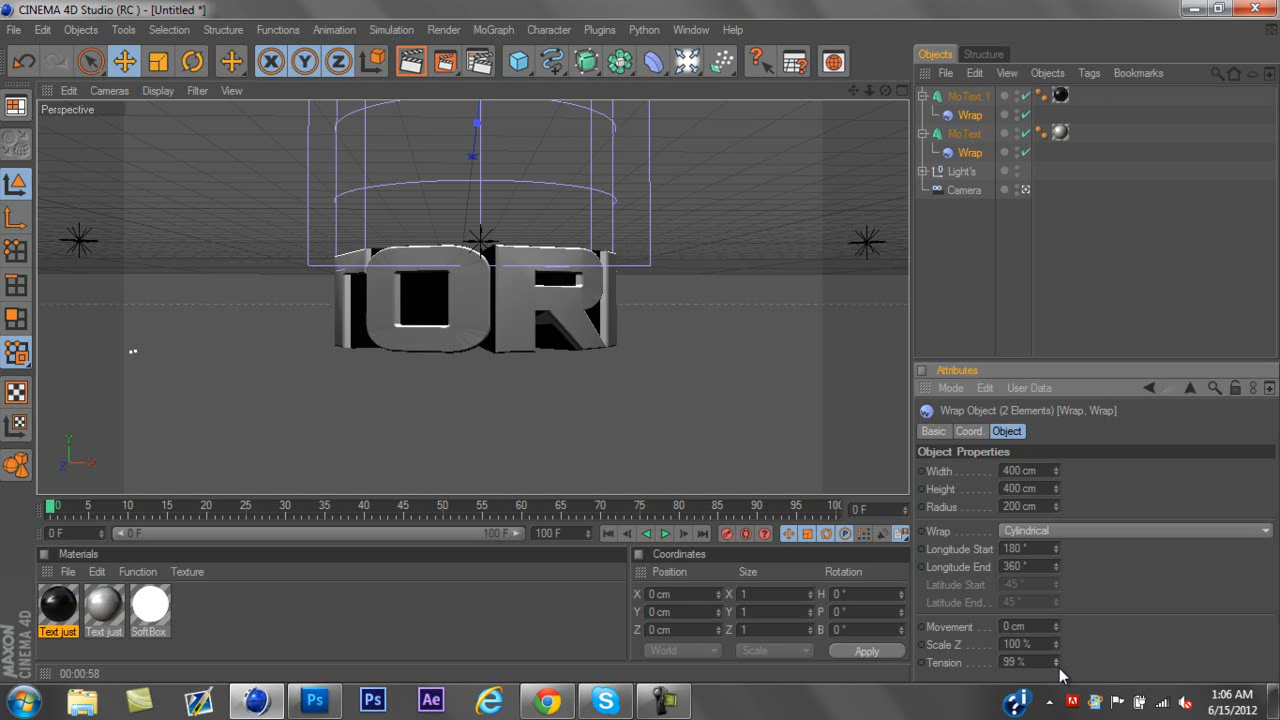 CINEMA 4D Studio (RC ) - [Untitled *]
File Edit Objects Tools Selection Structure Functions Animation Simulation Render MoGraph Character Plugins Python Window Help
X Y Z
Objects Structure
File Edit View Objects Tags Bookmarks
Edit Cameras Display Filter View
Perspective
MoText 1
Wrap
MoText
Wrap
Light's
Camera
OR
Y
Z X
Attributes
Mode Edit User Data
Wrap Object (2 Elements) [Wrap, Wrap]
Basic Coord. Object
Object Properties
Width 400 cm
Height 400 cm
Radius 200 cm
Wrap Cylindrical
Longitude Start 180 °
Longitude End 360 °
Latitude Start -45 °
Latitude End 45 °
Movement 0 cm
Scale Z 100 %
Tension 99 %
0 5 10 15 20 25 30 35 40 45 50 55 60 65 70 75 80 85 90 95 10( 0 F
0 F 0 F 100 F 100 F
Materials
File Edit Function Texture
Text just Text just SoftBox
Coordinates
Position Size Rotation
X 0 cm X 1 H 0 °
Y 0 cm Y 1 P 0 °
Z 0 cm Z 1 B 0 °
World Scale Apply
MAXON
CINEMA 4D
00:00:58
Ps Ps Ae
1:06 AM
6/15/2012